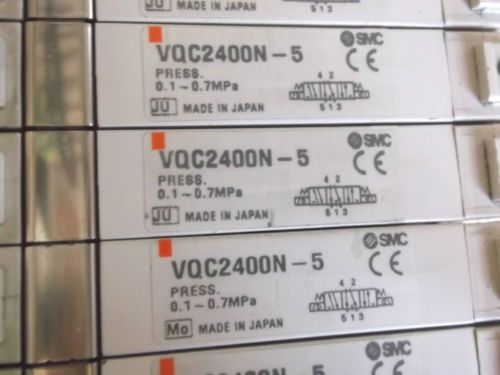 MADE IN JAPAN
5 1 3
SMC
VQC2400N-5
CE
PRESS.
0.1~0.7MPa
4 2
JU MADE IN JAPAN
5 1 3
SMC
VQC2400N-5
CE
PRESS.
0.1~0.7MPa
4 2
JU MADE IN JAPAN
5 1 3
SMC
VQC2400N-5
CE
PRESS.
0.1~0.7MPa
4 2
Mo MADE IN JAPAN
5 1 3
SMC